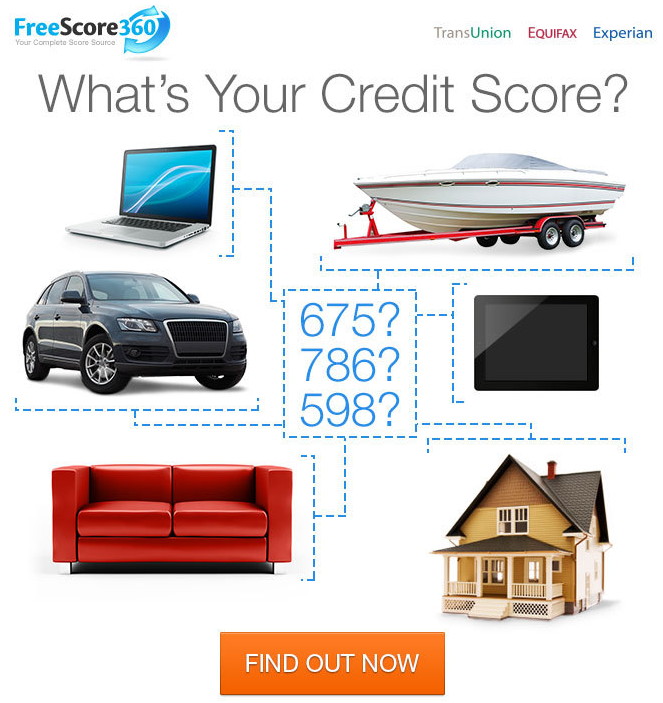 FreeScore360
Your Complete Score Source
TransUnion EQUIFAX Experian
What's Your Credit Score?
675?
786?
598?
FIND OUT NOW